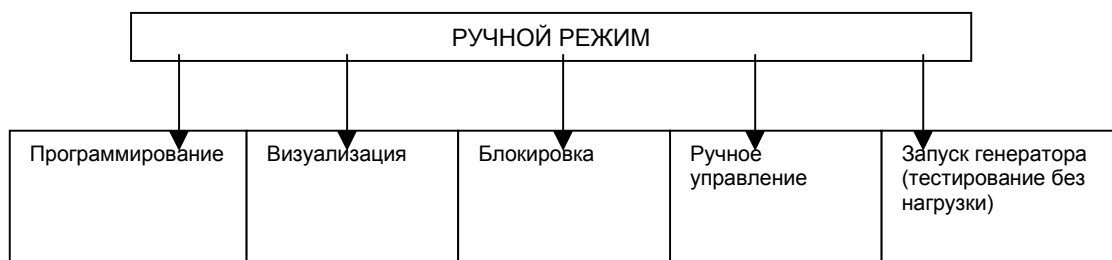 РУЧНОЙ РЕЖИМ
Программирование
Визуализация
Блокировка
Ручное
управление
Запуск генератора
(тестирование без
нагрузки)